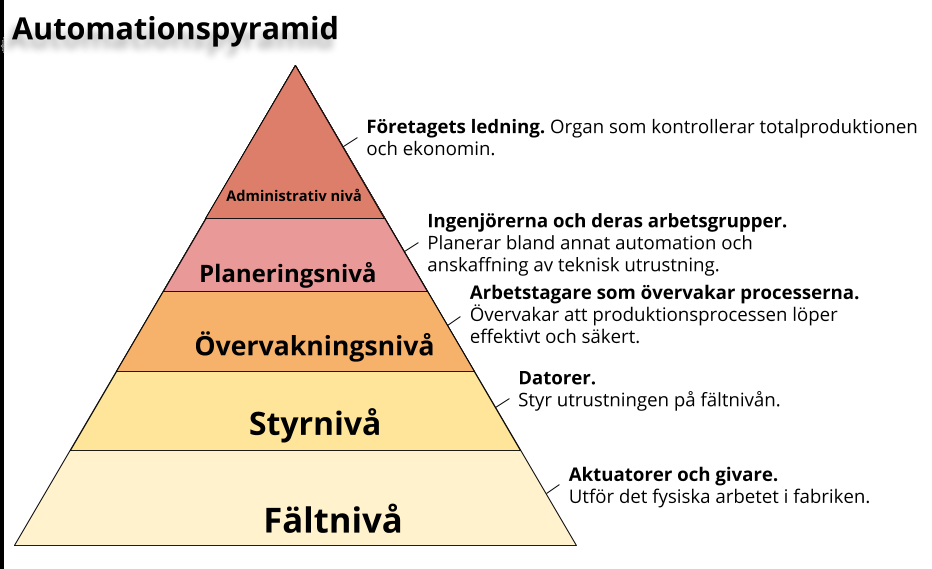 Automationspyramid
Företagets ledning. Organ som kontrollerar totalproduktionen
och ekonomin.
Administrativ nivå
Ingenjörerna och deras arbetsgrupper.
Planerar bland annat automation och
anskaffning av teknisk utrustning.
Planeringsnivå
Arbetstagare som övervakar processerna.
Övervakar att produktionsprocessen löper
effektivt och säkert.
Övervakningsnivå
Datorer.
Styr utrustningen på fältnivån.
Styrnivå
Aktuatorer och givare.
Utför det fysiska arbetet i fabriken.
Fältnivå